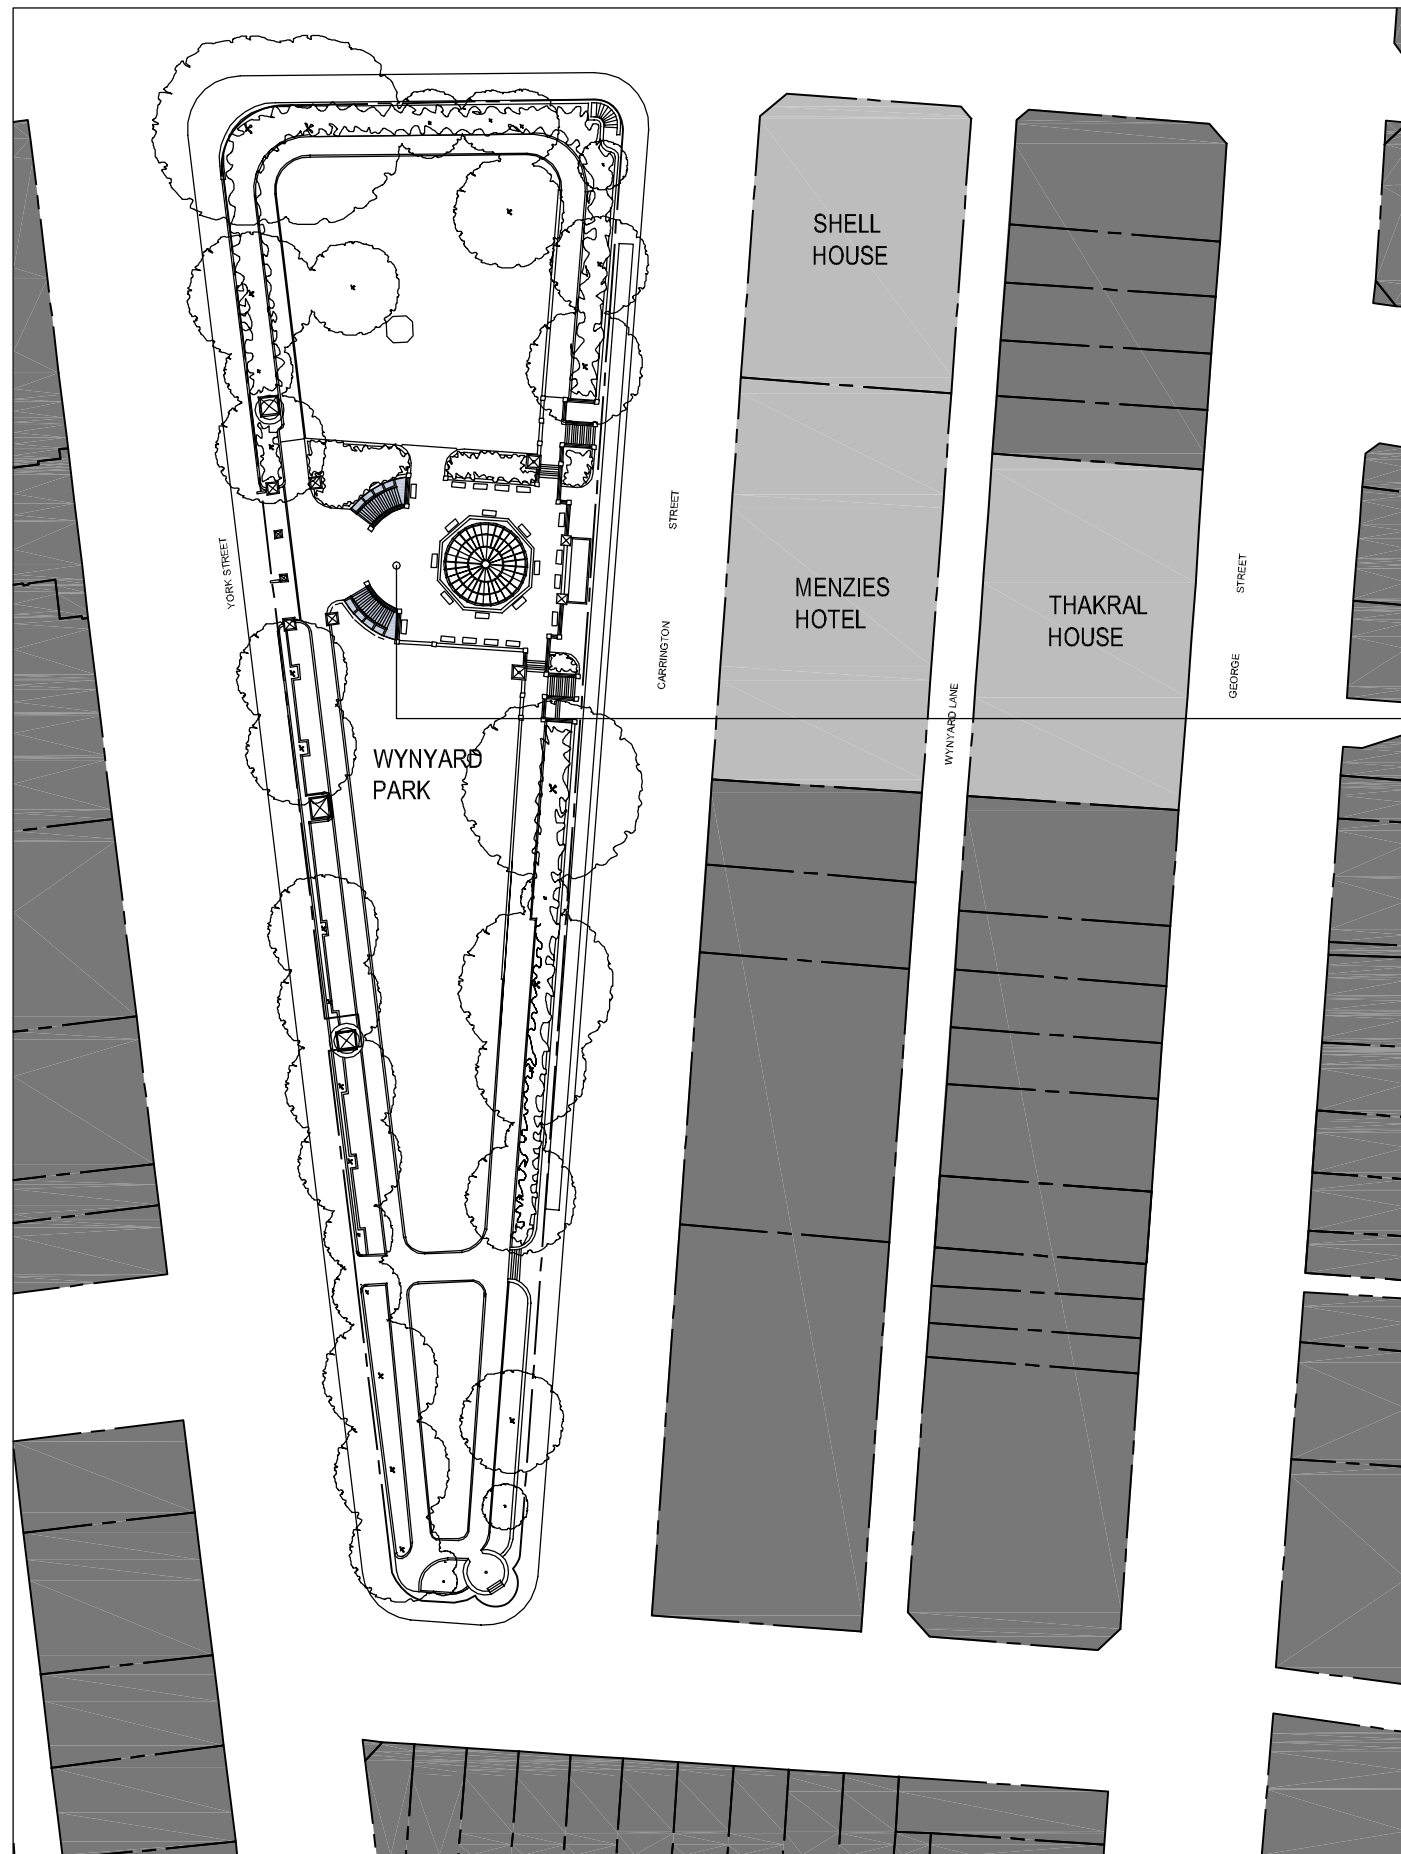 SHELL
HOUSE
YORK STREET
CARRINGTON STREET
MENZIES
HOTEL
THAKRAL
HOUSE
GEORGE STREET
WYNYARD LANE
WYNYARD
PARK